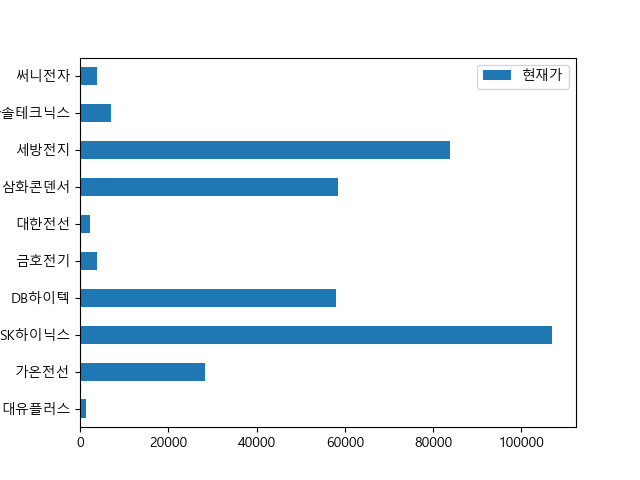 현재가
써니전자
솔테크닉스
세방전지
삼화콘덴서
대한전선
금호전기
DB하이텍
SK하이닉스
가온전선
대유플러스
0 20000 40000 60000 80000 100000